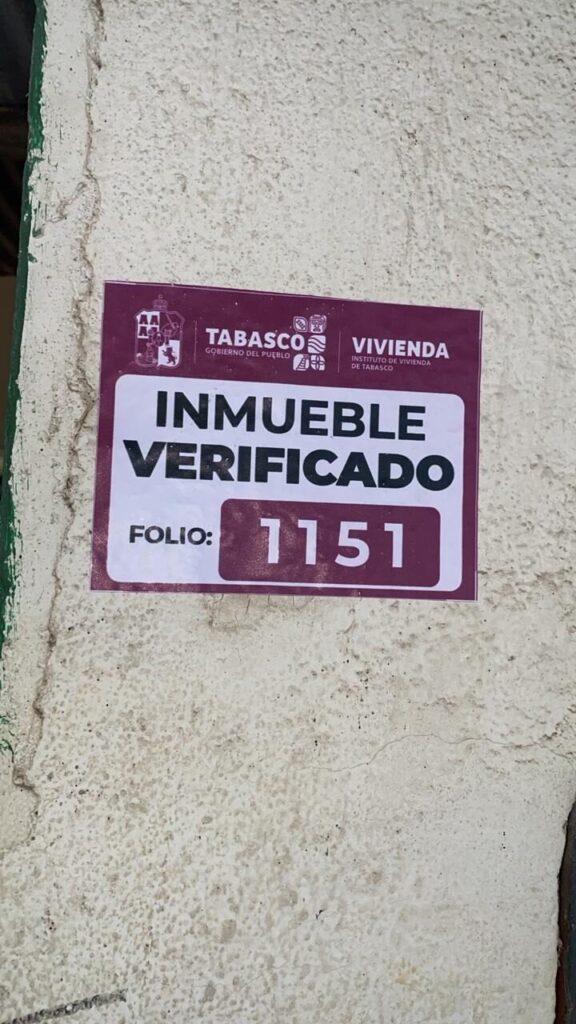 TABASCO
GOBIERNO DEL PUEBLO
VIVIENDA
INSTITUTO DE VIVIENDA
DE TABASCO
INMUEBLE
VERIFICADO
FOLIO: 1151